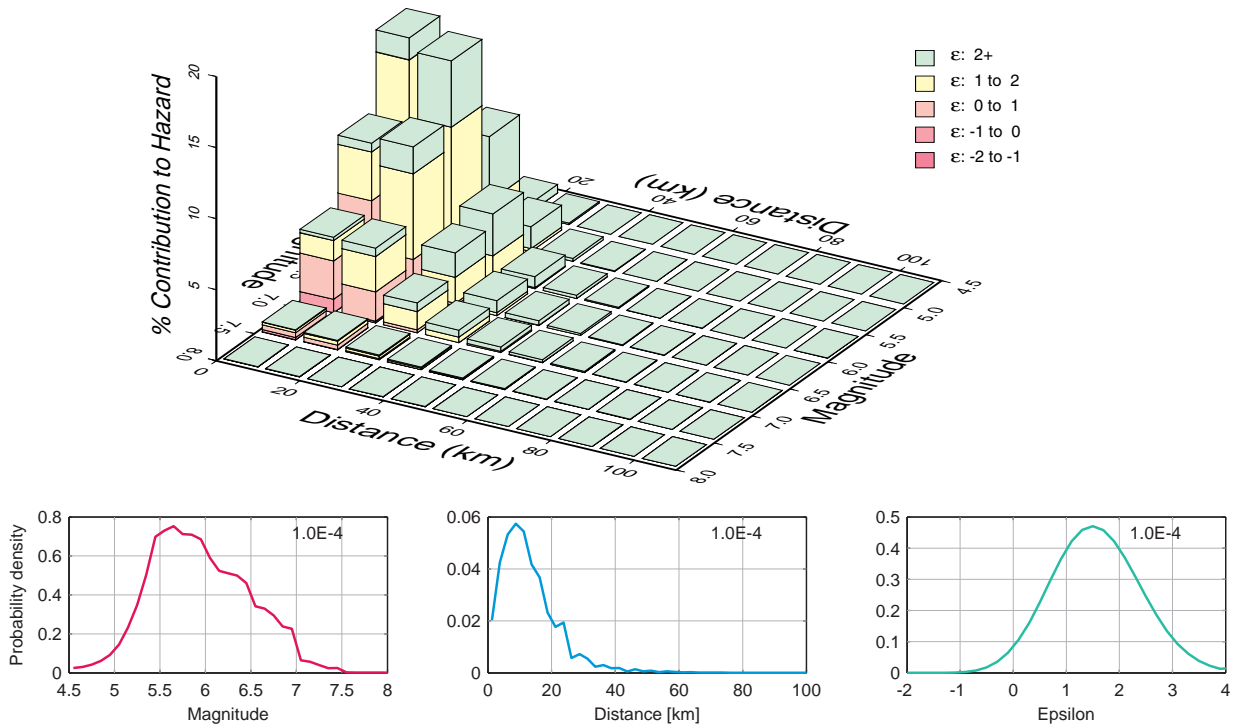 % Contribution to Hazard
5
10
15
20
ε: 2+
ε: 1 to 2
ε: 0 to 1
ε: -1 to 0
ε: -2 to -1
20
40
60
80
100
Distance (km)
4.5
5.0
5.5
6.0
6.5
7.0
7.5
8.0
Magnitude
7.0
7.5
8.0
0
20
40
60
80
100
Distance (km)
Probability density
0.8
0.6
0.4
0.2
0
1.0E-4
4.5 5 5.5 6 6.5 7 7.5 8
Magnitude
0.06
0.04
0.02
0
1.0E-4
0 20 40 60 80 100
Distance [km]
0.5
0.4
0.3
0.2
0.1
0
1.0E-4
-2 -1 0 1 2 3 4
Epsilon